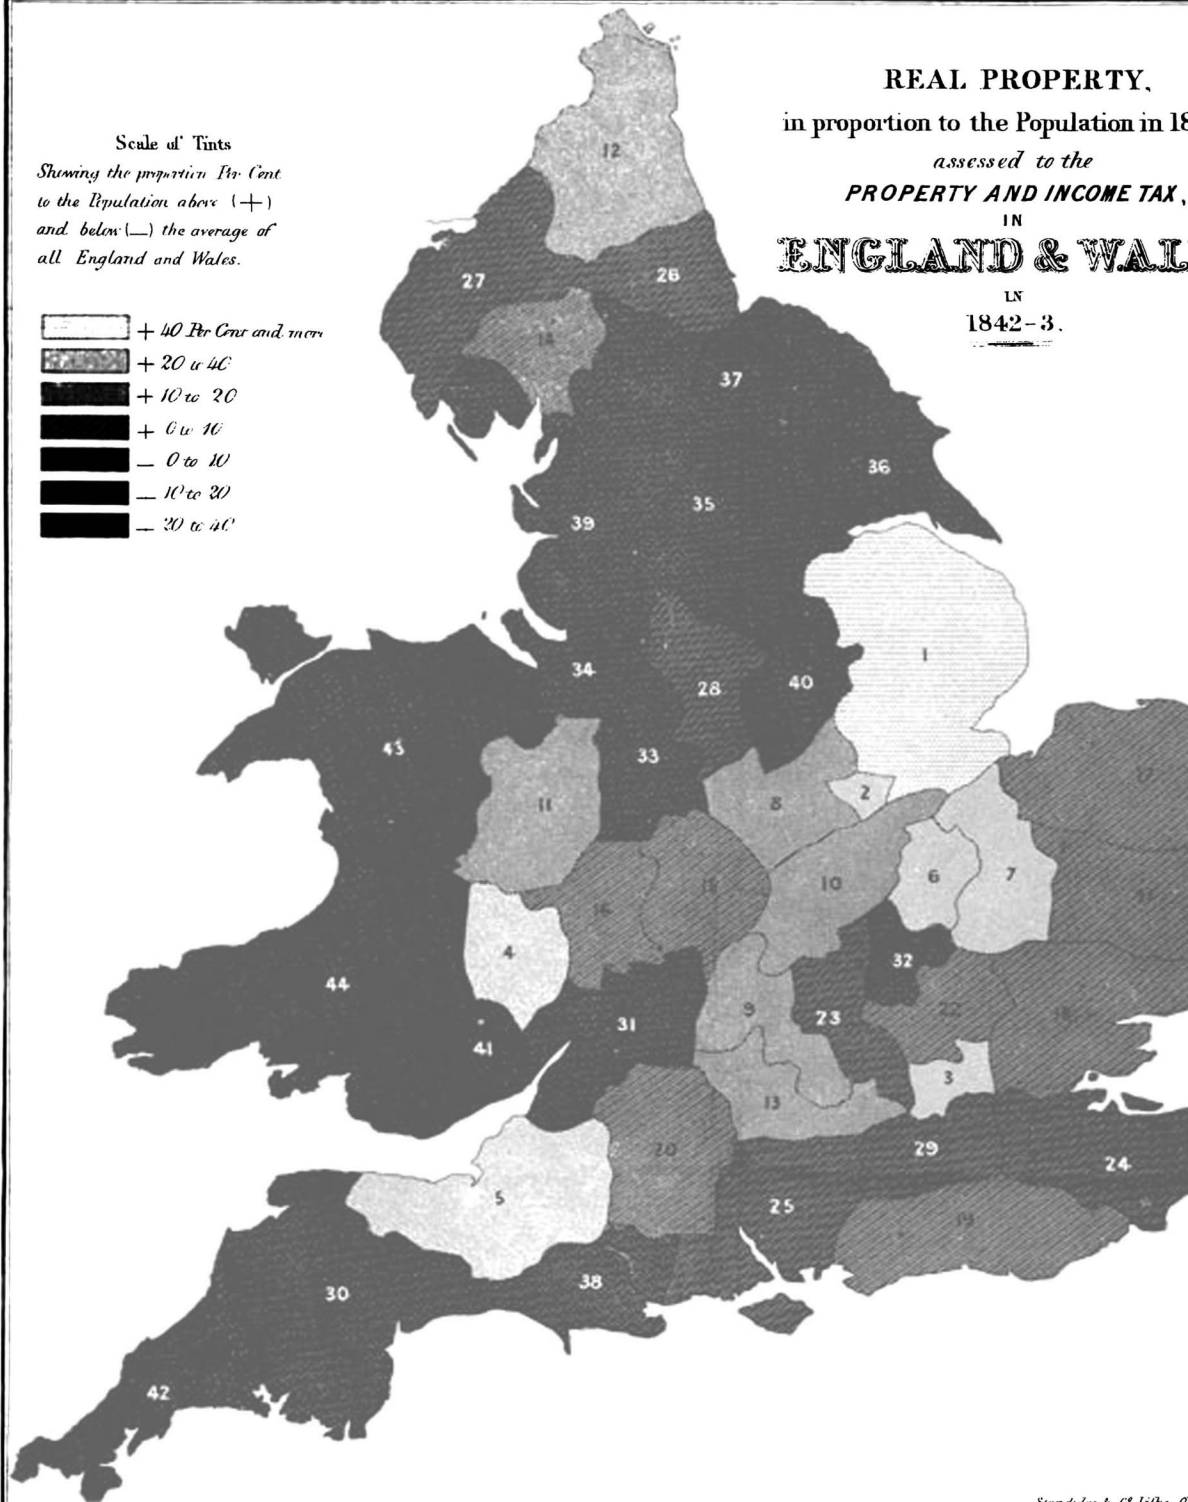 REAL PROPERTY,
in proportion to the Population in 18
assessed to the
PROPERTY AND INCOME TAX,
IN
ENGLAND & WAL
IN
1842-3.
Scale of Tints
Shewing the proportion Per Cent
to the Population above (+)
and below (—) the average of
all England and Wales.
+ 40 Per Cent and more
+ 20 to 40
+ 10 to 20
+ 0 to 10
— 0 to 10
— 10 to 20
— 20 to 40
12
27
26
14
37
36
35
39
1
34
28
40
43
33
17
11
8
2
6
7
10
15
16
21
4
32
44
31
9
23
22
18
41
3
13
20
29
24
5
25
19
30
38
42